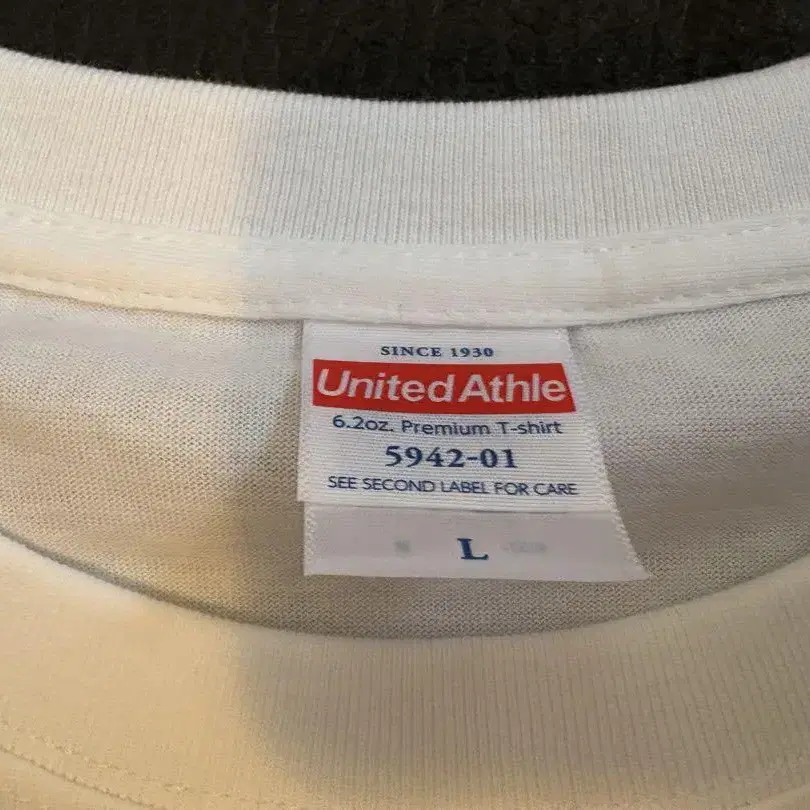 SINCE 1930
United Athle
6.2oz. Premium T-shirt
5942-01
SEE SECOND LABEL FOR CARE
L